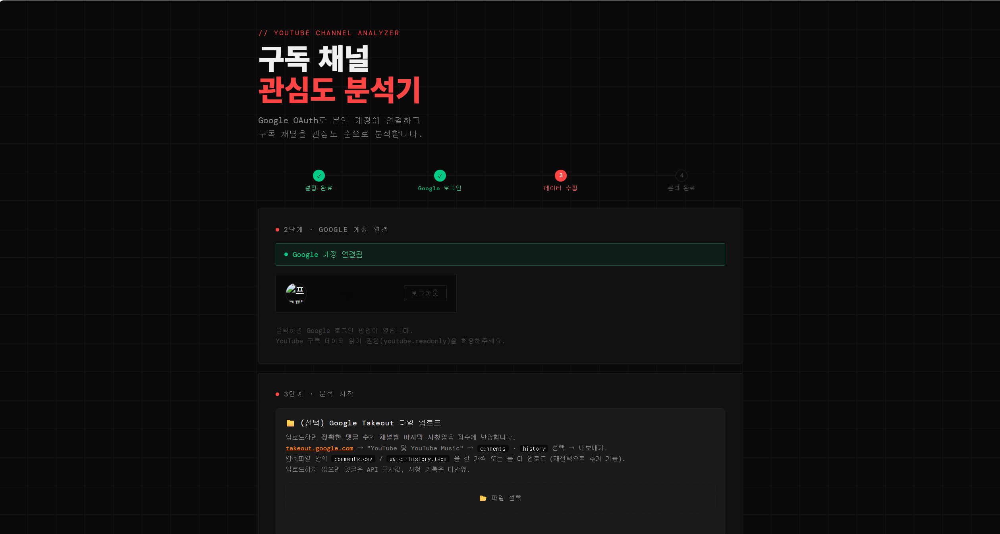 // YOUTUBE CHANNEL ANALYZER
구독 채널
관심도 분석기
Google OAuth로 본인 계정에 연결하고
구독 채널을 관심도 순으로 분석합니다.
✓ ✓ 3 4
설정 완료 Google 로그인 데이터 수집 분석 완료
2단계 · GOOGLE 계정 연결
Google 계정 연결됨
로그아웃
클릭하면 Google 로그인 팝업이 열립니다.
YouTube 구독 데이터 읽기 권한(youtube.readonly)을 허용해주세요.
3단계 · 분석 시작
(선택) Google Takeout 파일 업로드
업로드하면 정확한 댓글 수와 채널별 마지막 시청일을 점수에 반영합니다.
takeout.google.com → "YouTube 및 YouTube Music" → comments · history 선택 → 내보내기.
압축파일 안의 comments.csv / watch-history.json 을 한 개씩 또는 둘 다 업로드 (재선택으로 추가 가능).
업로드하지 않으면 댓글은 API 근사값, 시청 기록은 미반영.
파일 선택